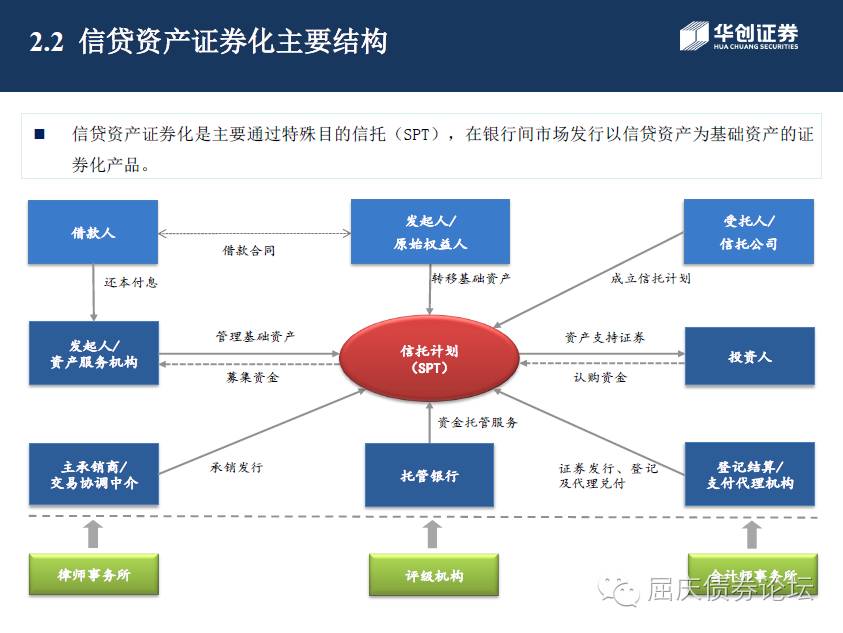 2.2 信贷资产证券化主要结构
华创证券
HUA CHUANG SECURITIES
信贷资产证券化是主要通过特殊目的信托（SPT），在银行间市场发行以信贷资产为基础资产的证
券化产品。
借款人
借款合同
发起人/
原始权益人
受托人/
信托公司
还本付息
转移基础资产
成立信托计划
发起人/
资产服务机构
管理基础资产
募集资金
信托计划
（SPT）
资产支持证券
认购资金
投资人
主承销商/
交易协调中介
承销发行
资金托管服务
托管银行
证券发行、登记
及代理兑付
登记结算/
支付代理机构
律师事务所
评级机构
会计师事务所
屈庆债券论坛